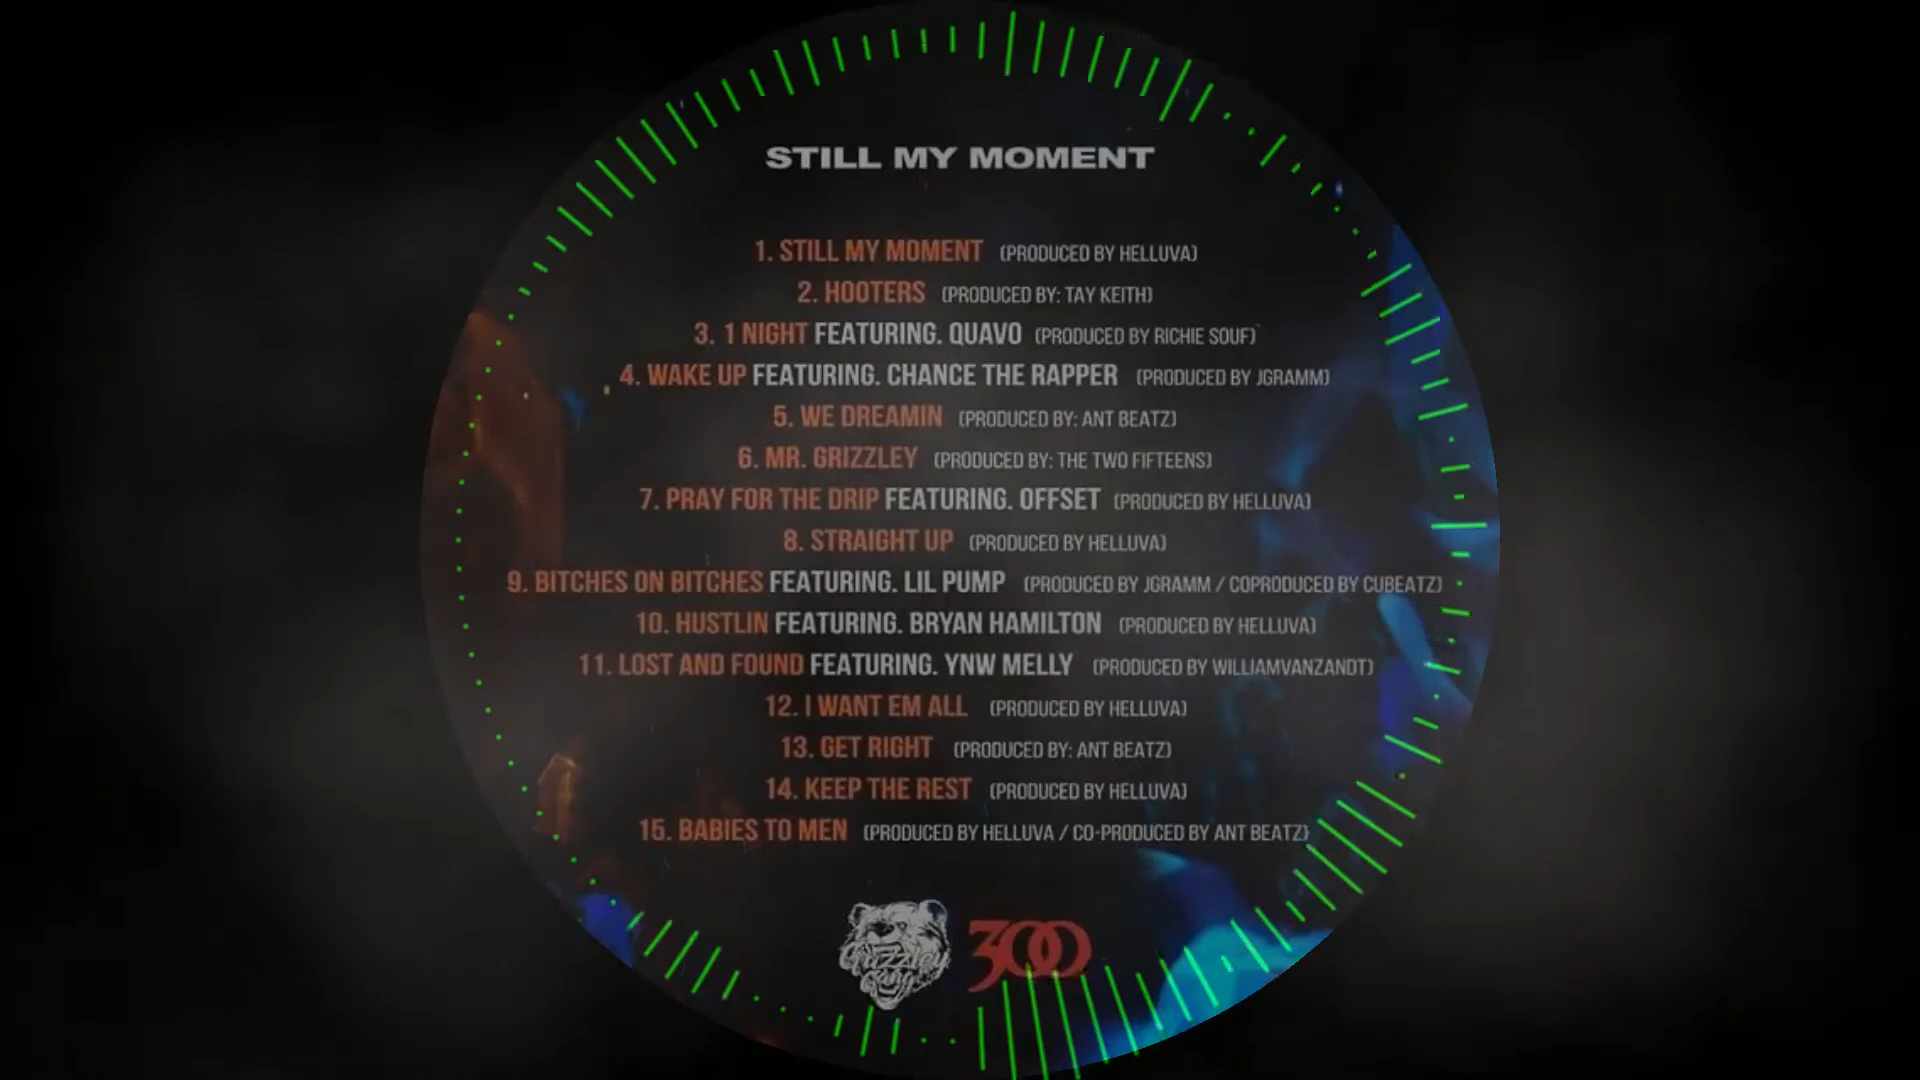 STILL MY MOMENT
1. STILL MY MOMENT (PRODUCED BY HELLUVA)
2. HOOTERS (PRODUCED BY: TAY KEITH)
3. 1 NIGHT FEATURING. QUAVO (PRODUCED BY RICHIE SOUF)
4. WAKE UP FEATURING. CHANCE THE RAPPER (PRODUCED BY JGRAMM)
5. WE DREAMIN (PRODUCED BY: ANT BEATZ)
6. MR. GRIZZLEY (PRODUCED BY: THE TWO FIFTEENS)
7. PRAY FOR THE DRIP FEATURING. OFFSET (PRODUCED BY HELLUVA)
8. STRAIGHT UP (PRODUCED BY HELLUVA)
9. BITCHES ON BITCHES FEATURING. LIL PUMP (PRODUCED BY JGRAMM / COPRODUCED BY CUBEATZ)
10. HUSTLIN FEATURING. BRYAN HAMILTON (PRODUCED BY HELLUVA)
11. LOST AND FOUND FEATURING. YNW MELLY (PRODUCED BY WILLIAMVANZANDT)
12. I WANT EM ALL (PRODUCED BY HELLUVA)
13. GET RIGHT (PRODUCED BY: ANT BEATZ)
14. KEEP THE REST (PRODUCED BY HELLUVA)
15. BABIES TO MEN (PRODUCED BY HELLUVA / CO-PRODUCED BY ANT BEATZ)
Grizzley
Gang
300